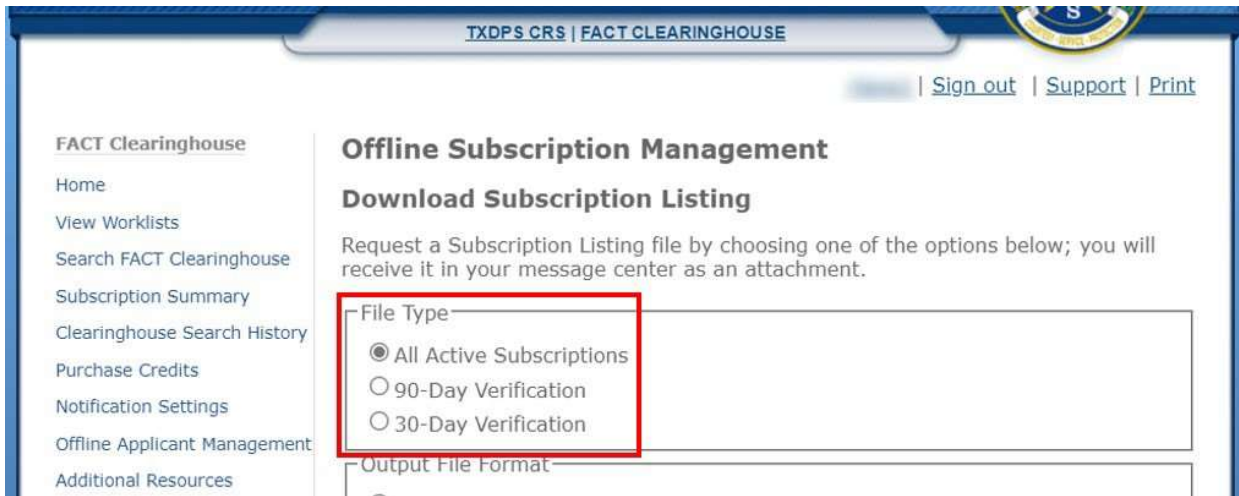 S
TXDPS CRS | FACT CLEARINGHOUSE
| Sign out | Support | Print
FACT Clearinghouse
Home
View Worklists
Search FACT Clearinghouse
Subscription Summary
Clearinghouse Search History
Purchase Credits
Notification Settings
Offline Applicant Management
Additional Resources
Offline Subscription Management
Download Subscription Listing
Request a Subscription Listing file by choosing one of the options below; you will
receive it in your message center as an attachment.
File Type
All Active Subscriptions
90-Day Verification
30-Day Verification
Output File Format